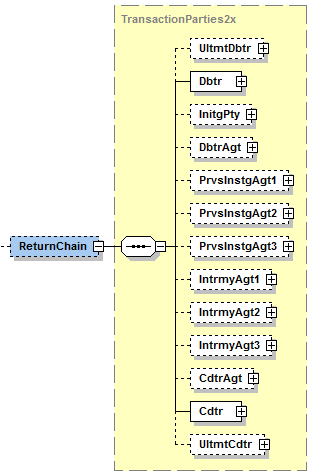 TransactionParties2x
UltmtDbtr
Dbtr
InitgPty
DbtrAgt
PrvsInstgAgt1
PrvsInstgAgt2
ReturnChain
PrvsInstgAgt3
IntrmyAgt1
IntrmyAgt2
IntrmyAgt3
CdtrAgt
Cdtr
UltmtCdtr